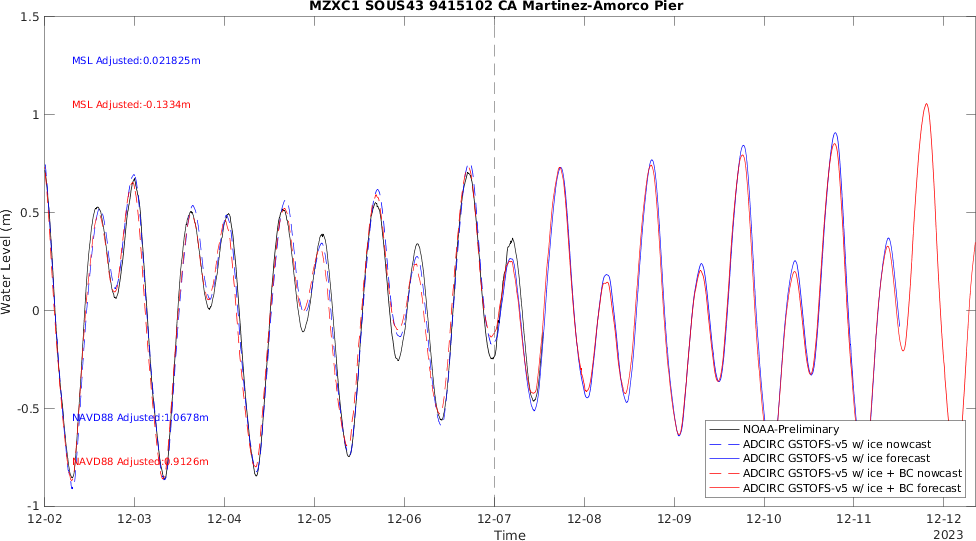 MZXC1 SOUS43 9415102 CA Martinez-Amorco Pier
1.5
1
0.5
0
-0.5
-1
Water Level (m)
MSL Adjusted:0.021825m
MSL Adjusted:-0.1334m
NAVD88 Adjusted:1.0678m
NAVD88 Adjusted:0.9126m
NOAA-Preliminary
ADCIRC GSTOFS-v5 w/ ice nowcast
ADCIRC GSTOFS-v5 w/ ice forecast
ADCIRC GSTOFS-v5 w/ ice + BC nowcast
ADCIRC GSTOFS-v5 w/ ice + BC forecast
12-02 12-03 12-04 12-05 12-06 12-07 12-08 12-09 12-10 12-11 12-12
2023
Time